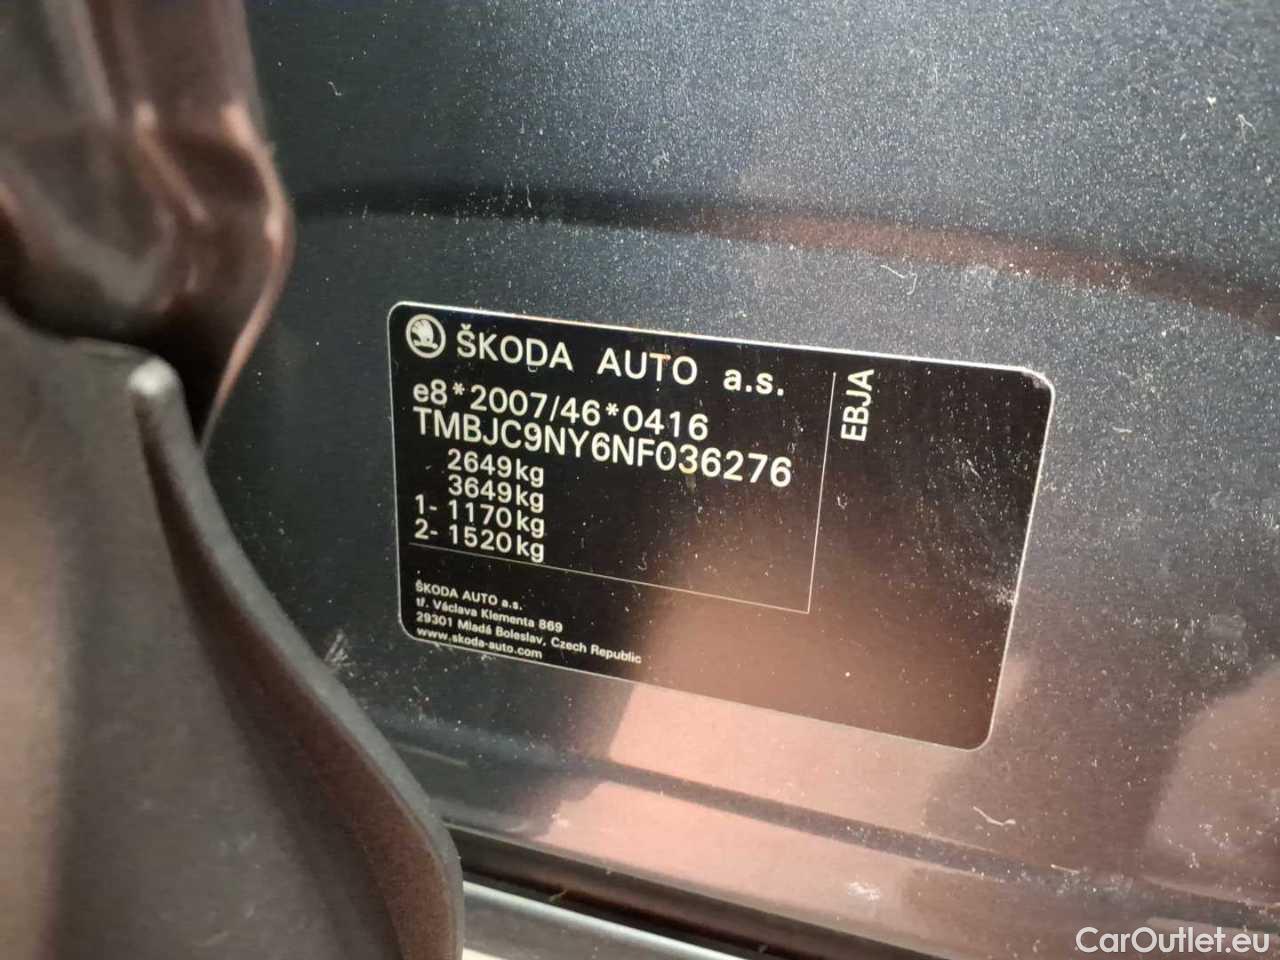 ŠKODA AUTO a.s.
e8*2007/46*0416
TMBJC9NY6NF036276
2649kg
3649kg
1- 1170kg
2- 1520kg
EBJA
ŠKODA AUTO a.s.
tř. Václava Klementa 869
29301 Mladá Boleslav, Czech Republic
www.skoda-auto.com
CarOutlet.eu